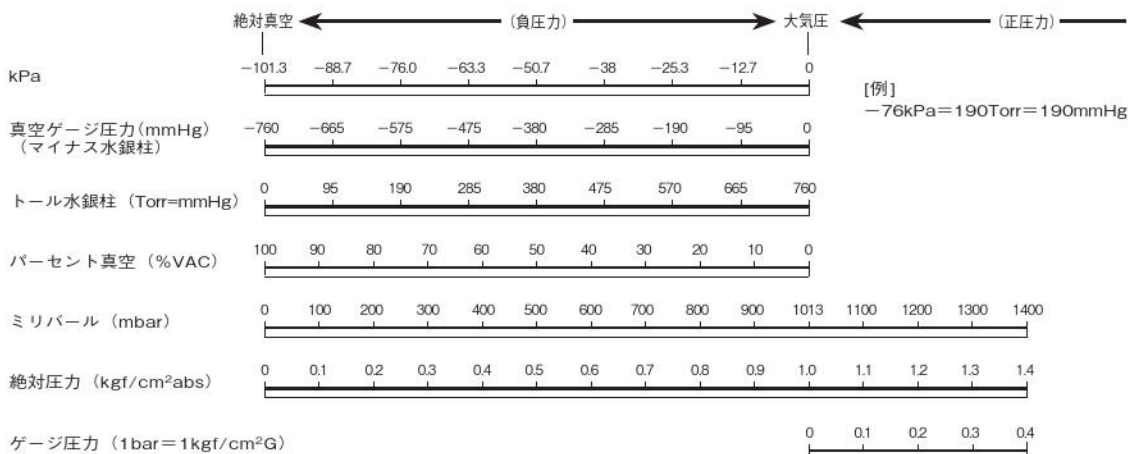 絶対真空 (負圧力) 大気圧 (正圧力)
kPa −101.3 −88.7 −76.0 −63.3 −50.7 −38 −25.3 −12.7 0
[例]
−76kPa＝190Torr＝190mmHg
真空ゲージ圧力(mmHg) −760 −665 −575 −475 −380 −285 −190 −95 0
(マイナス水銀柱)
トール水銀柱 (Torr=mmHg) 0 95 190 285 380 475 570 665 760
パーセント真空 (%VAC) 100 90 80 70 60 50 40 30 20 10 0
ミリバール (mbar) 0 100 200 300 400 500 600 700 800 900 1013 1100 1200 1300 1400
絶対圧力 (kgf/cm²abs) 0 0.1 0.2 0.3 0.4 0.5 0.6 0.7 0.8 0.9 1.0 1.1 1.2 1.3 1.4
ゲージ圧力 (1bar＝1kgf/cm²G) 0 0.1 0.2 0.3 0.4